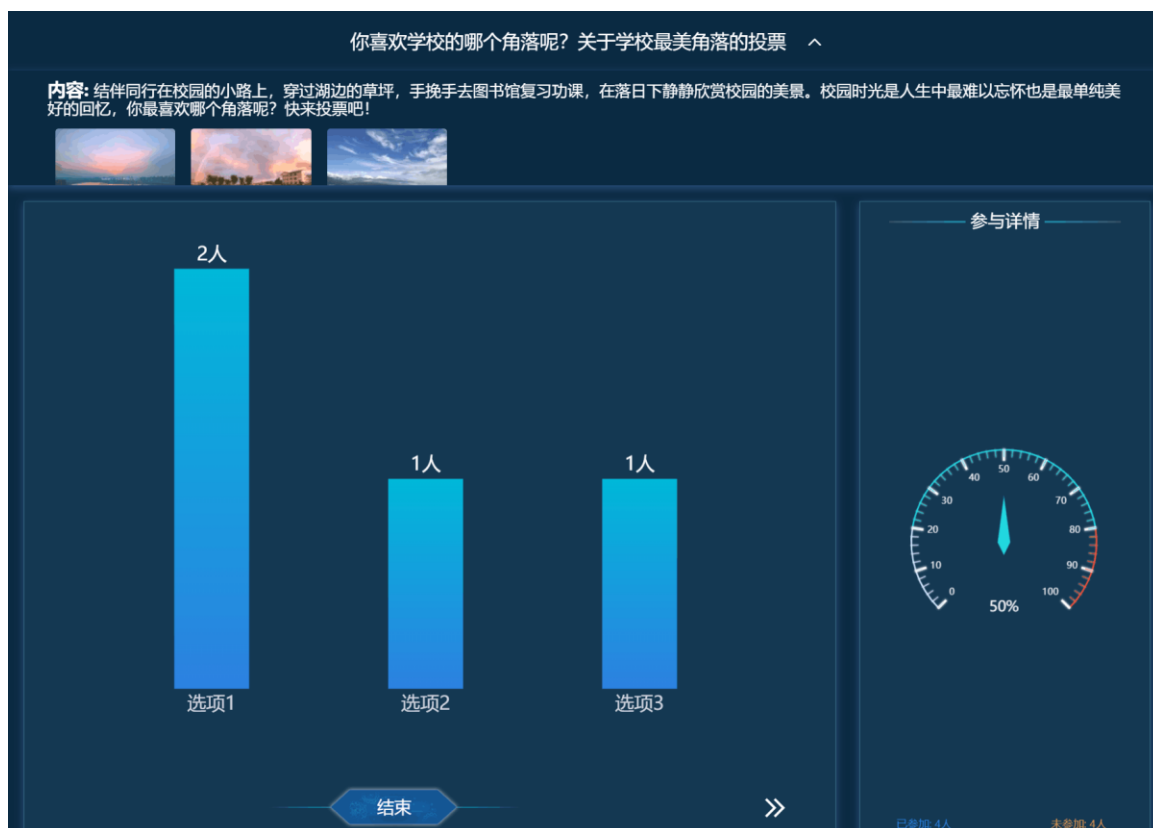 你喜欢学校的哪个角落呢？关于学校最美角落的投票
内容: 结伴同行在校园的小路上，穿过湖边的草坪，手挽手去图书馆复习功课，在落日下静静欣赏校园的美景。校园时光是人生中最难以忘怀也是最单纯美
好的回忆，你最喜欢哪个角落呢？快来投票吧！
参与详情
2人
1人
1人
选项1
选项2
选项3
0
10
20
30
40
50
60
70
80
90
100
50%
结束
已参加: 4人
未参加: 4人